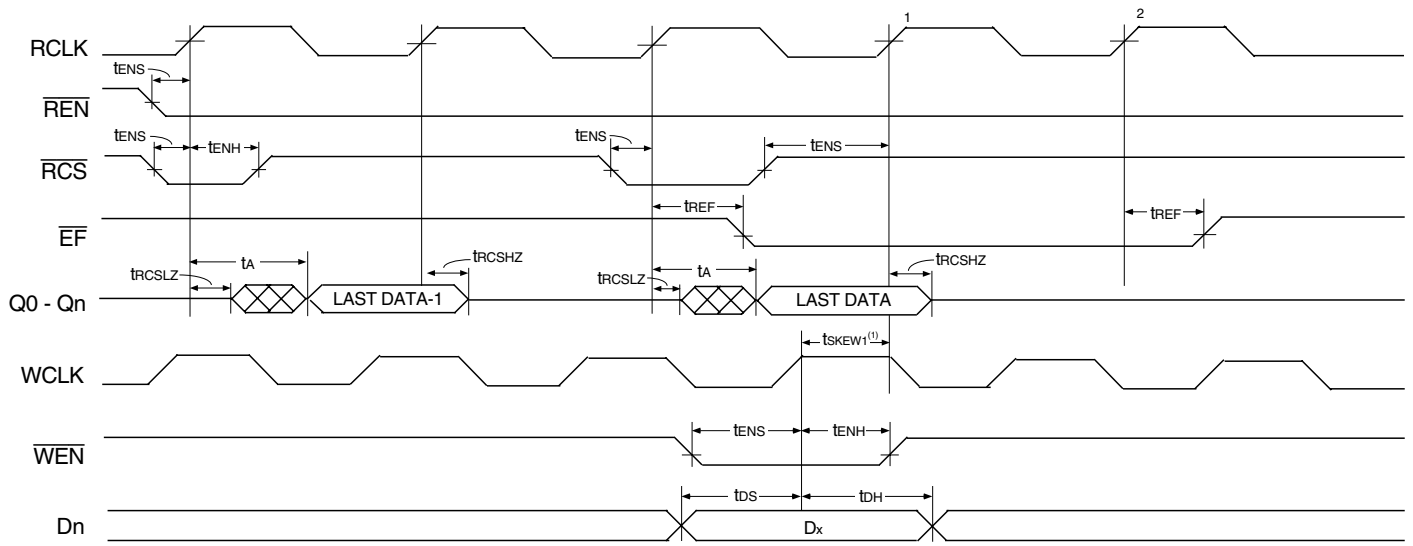 1
2
RCLK
tENS
REN
tENS
tENH
tENS
tENS
RCS
tREF
tREF
EF
tRCSLZ
tA
tRCSHZ
tRCSLZ
tA
tRCSHZ
Q0 - Qn
LAST DATA-1
LAST DATA
tSKEW1(1)
WCLK
tENS
tENH
WEN
tDS
tDH
Dn
Dx